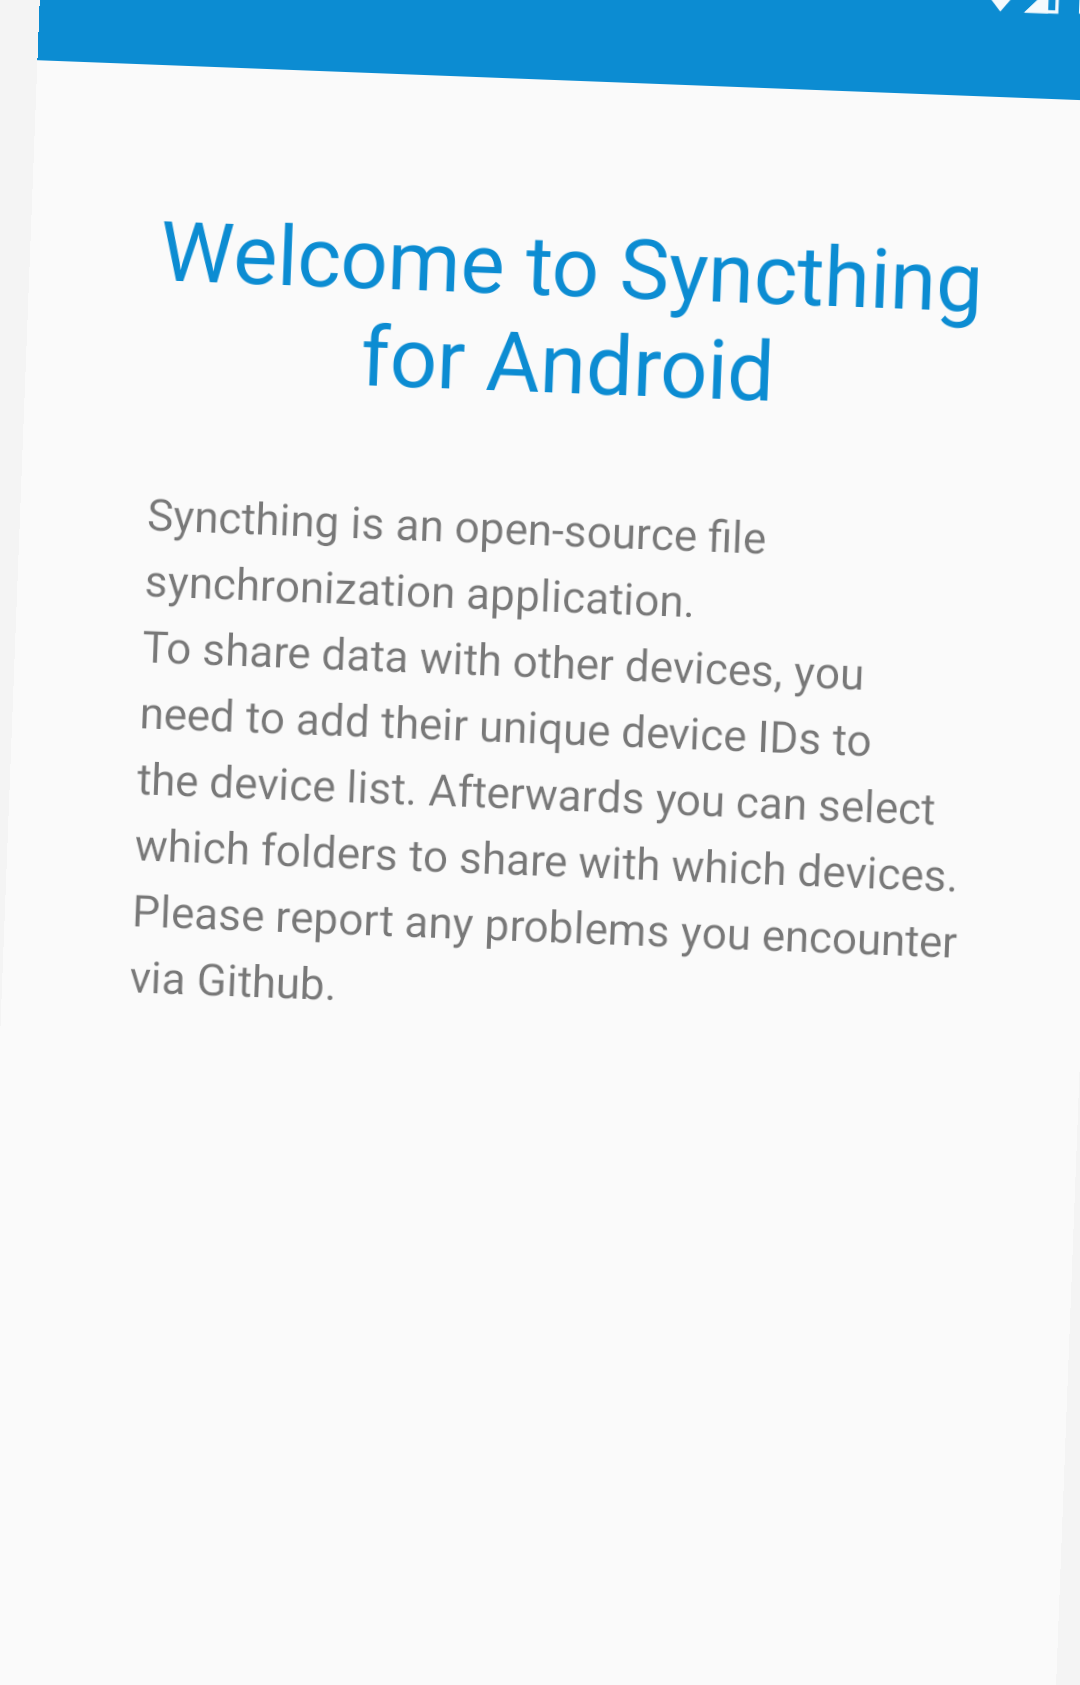 Welcome to Syncthing
for Android
Syncthing is an open-source file
synchronization application.
To share data with other devices, you
need to add their unique device IDs to
the device list. Afterwards you can select
which folders to share with which devices.
Please report any problems you encounter
via Github.